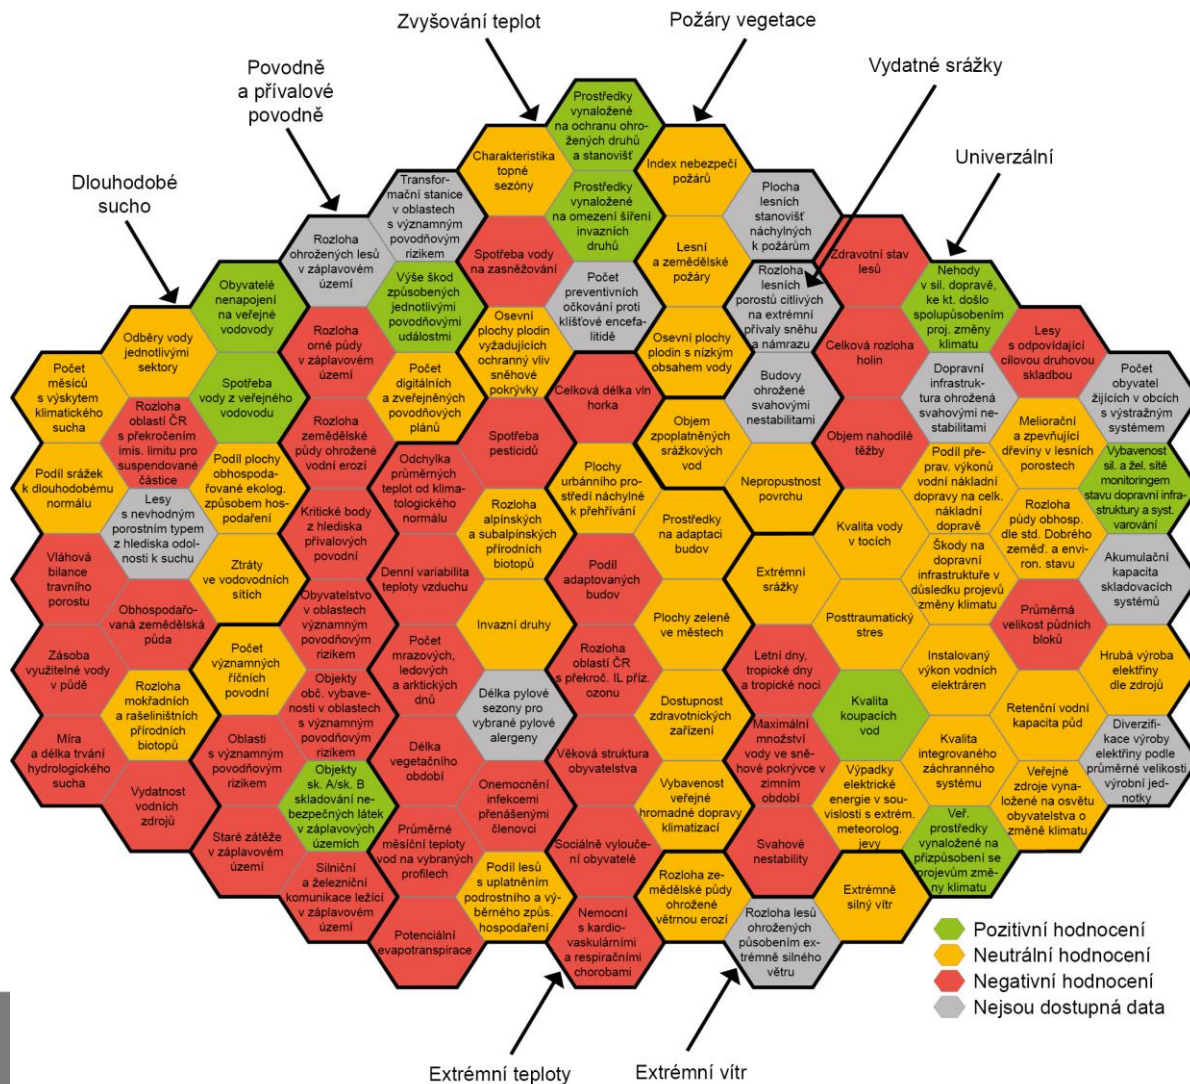 Zvyšování teplot
Požáry vegetace
Vydatné srážky
Povodně
a přívalové
povodně
Univerzální
Dlouhodobé
sucho
Počet
měsíců
s výskytem
klimatického
sucha
Podíl srážek
k dlouhodobému
normálu
Vláhová
bilance
travního
porostu
Zásoba
využitelné vody
v půdě
Míra
a délka trvání
hydrologického
sucha
Odběry vody
jednotlivými
sektory
Rozloha
oblastí ČR
s překročením
imis. limitu pro
suspendované
částice
Lesy
s nevhodným
porostním typem
z hlediska odol-
nosti k suchu
Obhospodařo-
vaná zemědělská
půda
Rozloha
mokřadních
a rašeliništních
přírodních
biotopů
Vydatnost
vodních
zdrojů
Obyvatelé
nenapojení
na veřejné
vodovody
Spotřeba
vody z veřejného
vodovodu
Podíl plochy
obhospoda-
řované ekolog.
způsobem hos-
podaření
Ztráty
ve vodovodních
sítích
Počet
významných
říčních
povodní
Oblasti
s významným
povodňovým
rizikem
Staré zátěže
v záplavovém
území
Rozloha
ohrožených lesů
v záplavovém
území
Rozloha
orné půdy
v záplavovém
území
Rozloha
zemědělské
půdy ohrožené
vodní erozí
Kritické body
z hlediska
přívalových
povodní
Obyvatelstvo
v oblastech
významným
povodňovým
rizikem
Objekty
obč. vybave-
nosti v oblastech
s významným
povodňovým
rizikem
Objekty
sk. A/sk. B
skladování ne-
bezpečných látek
v záplavových
územích
Silniční
a železniční
komunikace ležící
v záplavovém
území
Transfor-
mační stanice
v oblastech
s významným
povodňovým
rizikem
Výše škod
způsobených
jednotlivými
povodňovými
událostmi
Počet
digitálních
a zveřejněných
povodňových
plánů
Odchylka
průměrných
teplot od klima-
tologického
normálu
Denní variabilita
teploty vzduchu
Počet
mrazových,
ledových
a arktických
dnů
Délka
vegetačního
období
Průměrné
měsíční teploty
vod na vybraných
profilech
Potenciální
evapotranspirace
Charakteristika
topné
sezóny
Spotřeba vody
na zasněžování
Osevní
plochy plodin
vyžadujících
ochranný vliv
sněhové
pokrývky
Spotřeba
pesticidů
Rozloha
alpínských
a subalpínských
přírodních
biotopů
Invazní druhy
Délka pylové
sezony pro
vybrané pylové
alergeny
Onemocnění
infekcemi
přenášenými
členovci
Podíl lesů
s uplatněním
podrostního a vý-
běrného způs.
hospodaření
Prostředky
vynaložené
na ochranu ohro-
žených druhů
a stanovišť
Prostředky
vynaložené
na omezení šíření
invazních
druhů
Počet
preventivních
očkování proti
klíšťové encefa-
litidě
Celková délka vln
horka
Plochy
urbánního pro-
středí náchylné
k přehřívání
Podíl
adaptovaných
budov
Rozloha
oblastí ČR
s překroč. IL příz.
ozonu
Věková struktura
obyvatelstva
Sociálně vylouče-
ní obyvatelé
Nemocní
s kardio-
vaskulárními
a respiračními
chorobami
Index nebezpečí
požárů
Lesní
a zemědělské
požáry
Osevní plochy
plodin s nízkým
obsahem vody
Objem
zpoplatněných
srážkových
vod
Prostředky
na adaptaci
budov
Plochy zeleně
ve městech
Dostupnost
zdravotnických
zařízení
Vybavenost
veřejné
hromadné dopravy
klimatizací
Rozloha ze-
mědělské půdy
ohrožené
větrnou erozí
Plocha
lesních
stanovišť
náchylných
k požárům
Rozloha
lesních
porostů citlivých
na extrémní
přívaly sněhu
a námrazu
Budovy
ohrožené
svahovými
nestabilitami
Nepropustnost
povrchu
Extrémní
srážky
Letní dny,
tropické dny
a tropické noci
Maximální
množství
vody ve sně-
hové pokrývce v
zimním
období
Svahové
nestability
Rozloha lesů
ohrožených
působením ex-
trémně silného
větru
Zdravotní stav
lesů
Celková rozloha
holin
Objem nahodilé
těžby
Kvalita vody
v tocích
Posttraumatický
stres
Kvalita
koupacích
vod
Výpadky
elektrické
energie v sou-
vislosti s extrém.
meteorolog.
jevy
Extrémně
silný vítr
Nehody
v sil. dopravě,
ke kt. došlo
spolupůsobením
proj. změny
klimatu
Dopravní
infrastruk-
tura ohrožená
svahovými ne-
stabilitami
Podíl pře-
prav. výkonů
vodní nákladní
dopravy na celk.
nákladní
dopravě
Škody na
dopravní
infrastruktuře v
důsledku projevů
změny klimatu
Instalovaný
výkon vodních
elektráren
Kvalita
integrovaného
záchranného
systému
Veř.
prostředky
vynaložené na
přizpůsobení se
projevům změ-
ny klimatu
Lesy
s odpovídající
cílovou druhovou
skladbou
Meliorační
a zpevňující
dřeviny v lesních
porostech
Rozloha
půdy obhosp.
dle std. Dobrého
zeměd. a envi-
ron. stavu
Průměrná
velikost půdních
bloků
Retenční vodní
kapacita půd
Veřejné
zdroje vyna-
ložené na osvětu
obyvatelstva o
změně klimatu
Počet
obyvatel
žijících v obcích
s výstražným
systémem
Vybavenost
sil. a žel. sítě
monitoringem
stavu dopravní infra-
struktury a syst.
varování
Akumulační
kapacita
skladovacích
systémů
Hrubá výroba
elektřiny
dle zdrojů
Diverzifi-
kace výroby
elektřiny podle
průměrné velikosti
výrobní jed-
notky
Pozitivní hodnocení
Neutrální hodnocení
Negativní hodnocení
Nejsou dostupná data
Extrémní teploty
Extrémní vítr